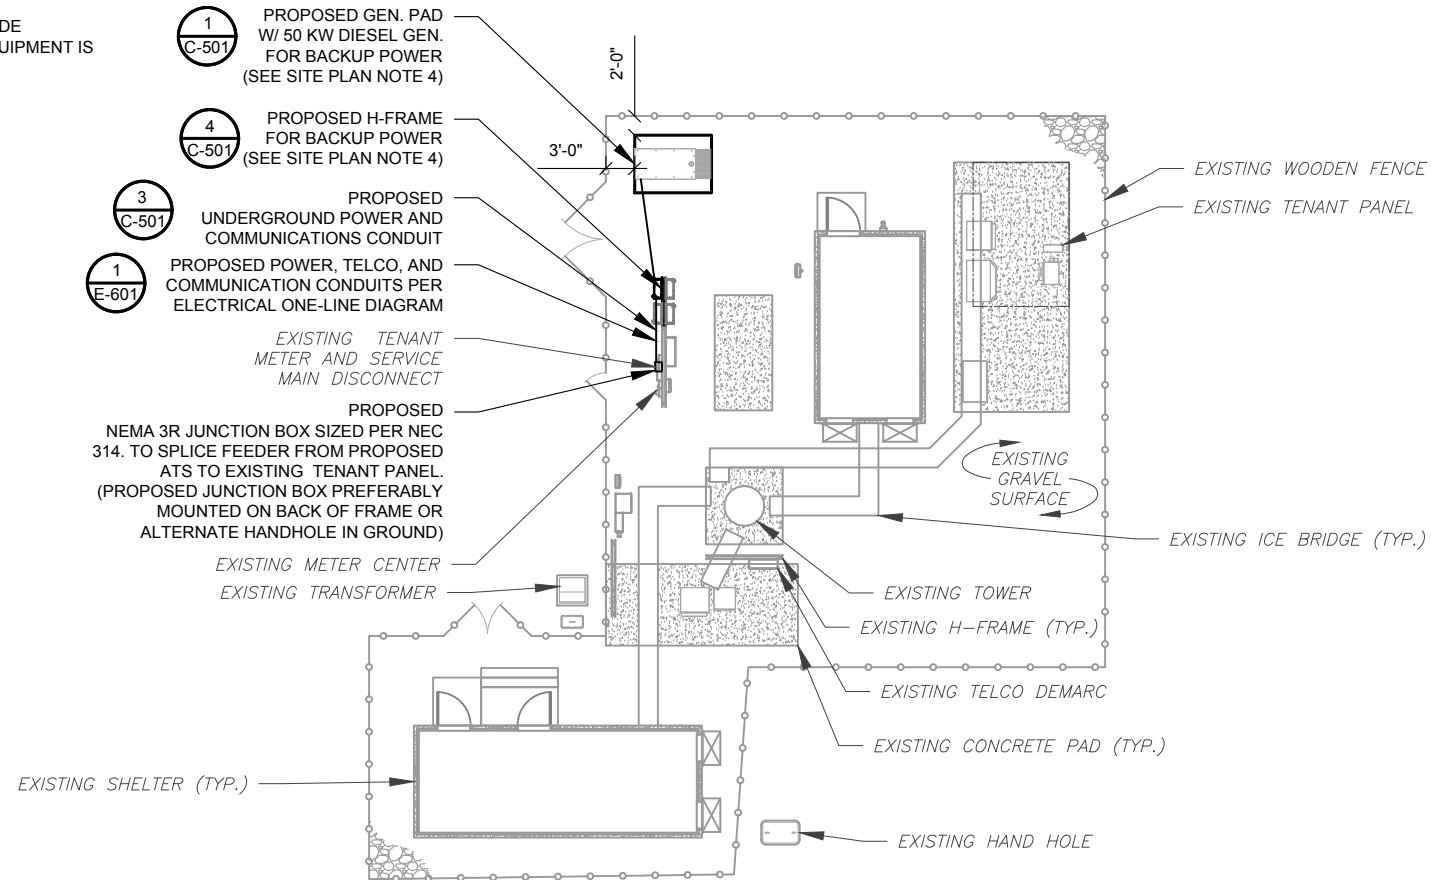 DE
UIPMENT IS
1
C-501
PROPOSED GEN. PAD
W/ 50 KW DIESEL GEN.
FOR BACKUP POWER
(SEE SITE PLAN NOTE 4)
2'-0"
4
C-501
PROPOSED H-FRAME
FOR BACKUP POWER
(SEE SITE PLAN NOTE 4)
3'-0"
3
C-501
PROPOSED
UNDERGROUND POWER AND
COMMUNICATIONS CONDUIT
1
E-601
PROPOSED POWER, TELCO, AND
COMMUNICATION CONDUITS PER
ELECTRICAL ONE-LINE DIAGRAM
EXISTING TENANT
METER AND SERVICE
MAIN DISCONNECT
PROPOSED
NEMA 3R JUNCTION BOX SIZED PER NEC
314. TO SPLICE FEEDER FROM PROPOSED
ATS TO EXISTING TENANT PANEL.
(PROPOSED JUNCTION BOX PREFERABLY
MOUNTED ON BACK OF FRAME OR
ALTERNATE HANDHOLE IN GROUND)
EXISTING METER CENTER
EXISTING TRANSFORMER
EXISTING SHELTER (TYP.)
EXISTING WOODEN FENCE
EXISTING TENANT PANEL
EXISTING
GRAVEL
SURFACE
EXISTING ICE BRIDGE (TYP.)
EXISTING TOWER
EXISTING H-FRAME (TYP.)
EXISTING TELCO DEMARC
EXISTING CONCRETE PAD (TYP.)
EXISTING HAND HOLE